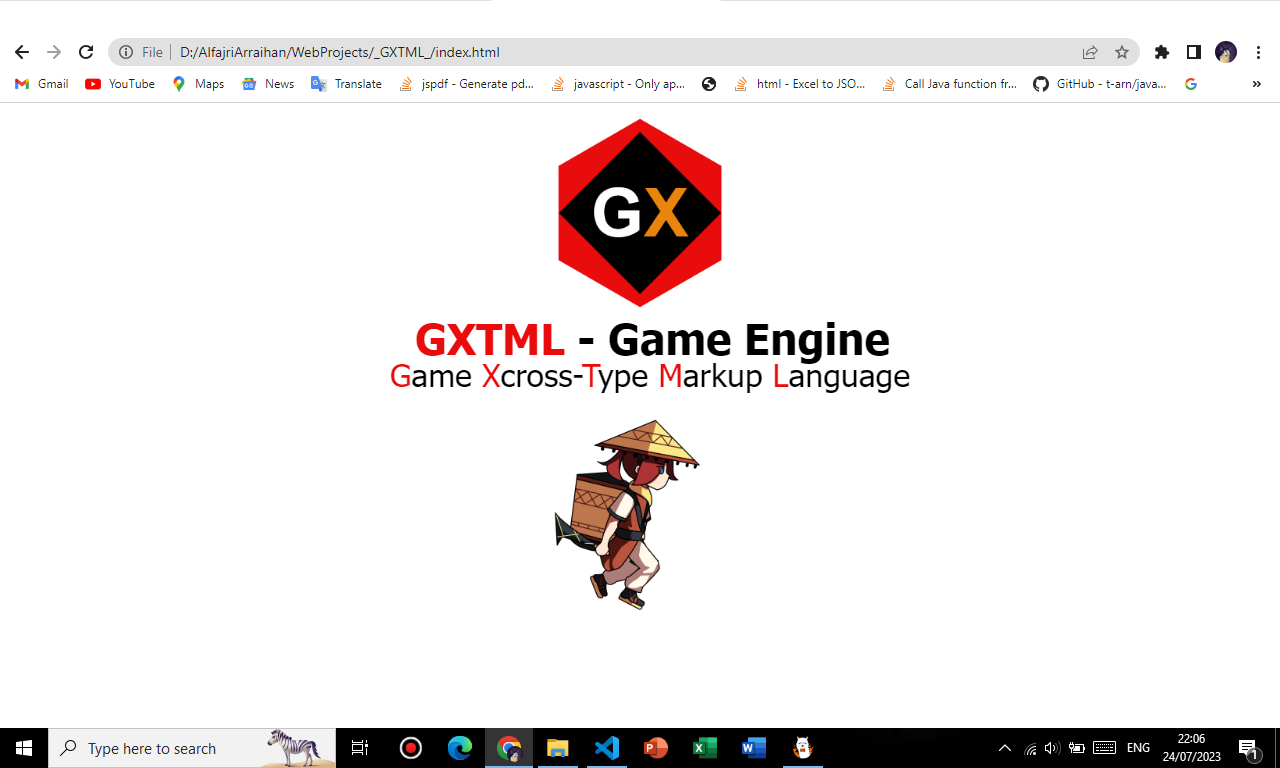 File
D:/AlfajriArraihan/WebProjects/_GXTML_/index.html
Gmail
YouTube
Maps
News
Translate
jspdf - Generate pd...
javascript - Only ap...
html - Excel to JSO...
Call Java function fr...
GitHub - t-arn/java...
»
GX
GXTML - Game Engine
Game Xcross-Type Markup Language
Type here to search
ENG
22:06
24/07/2023
1